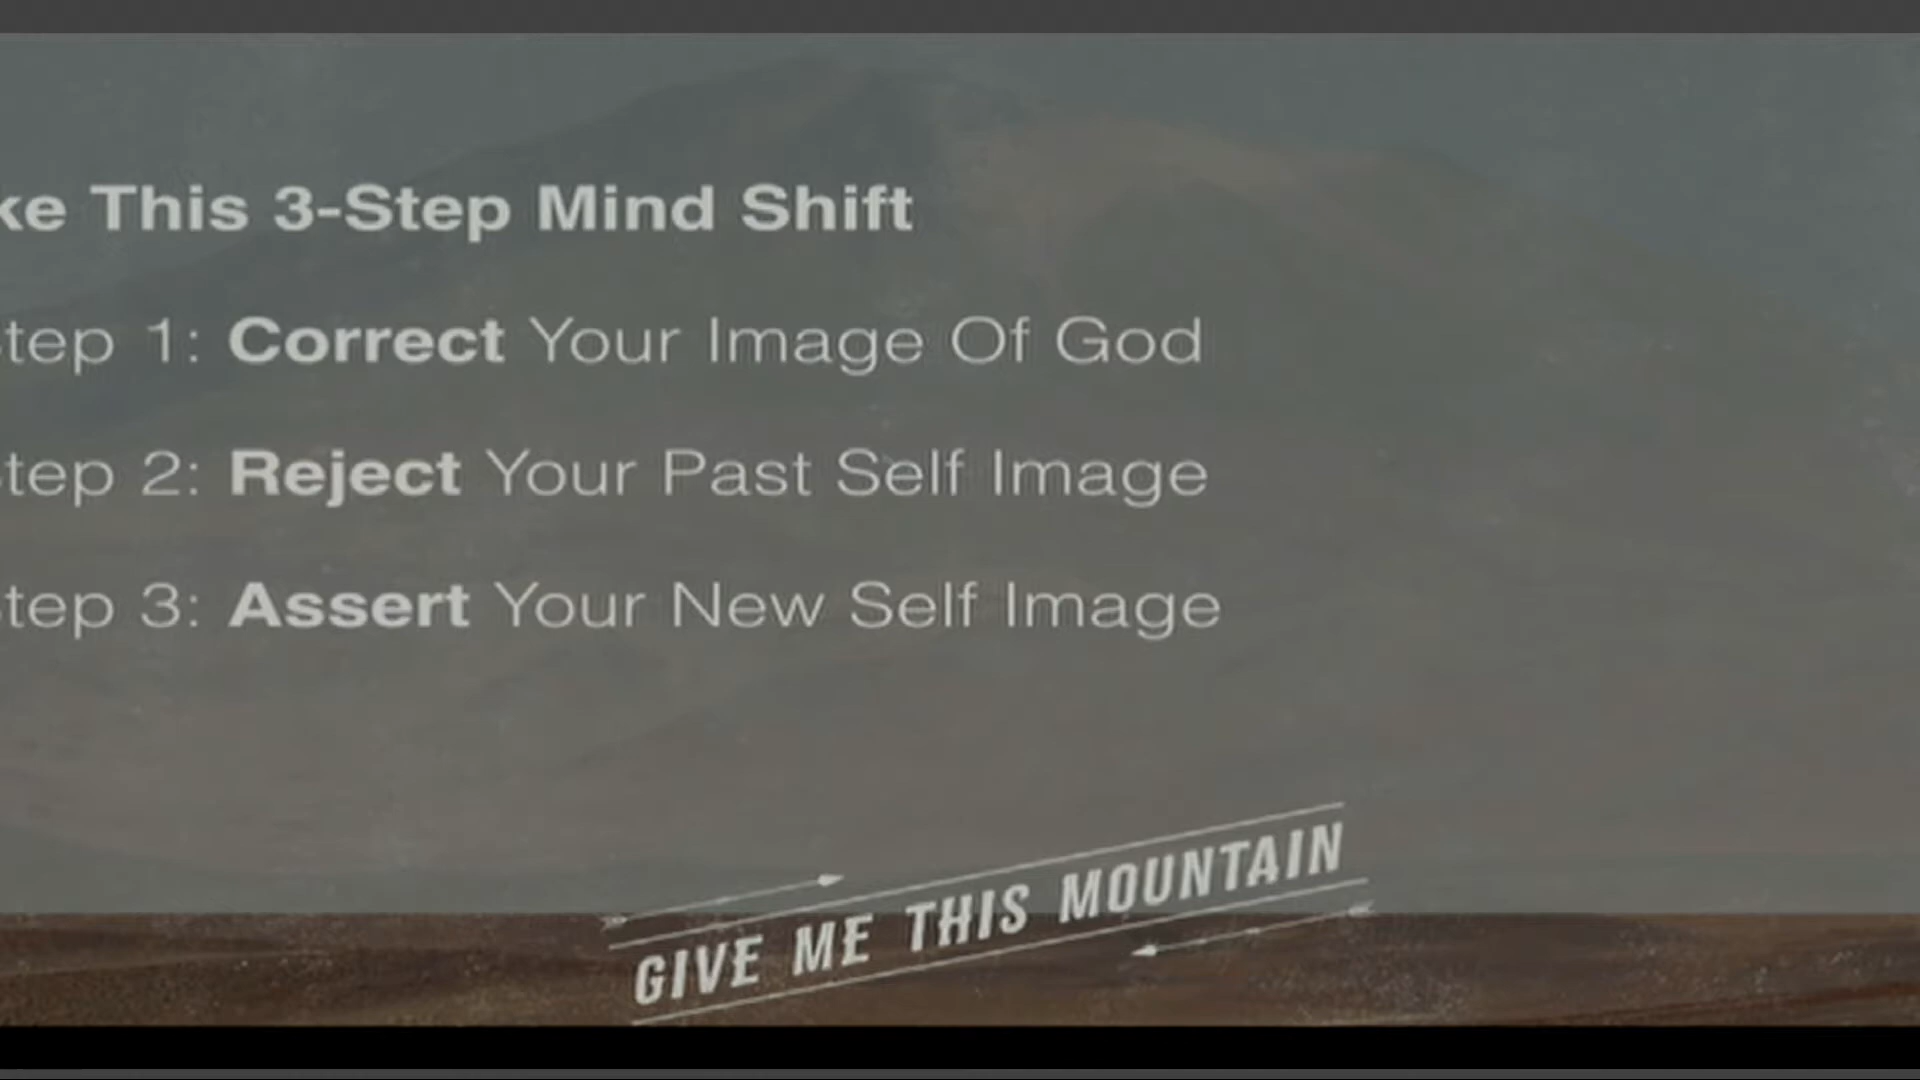 ke This 3-Step Mind Shift
tep 1: Correct Your Image Of God
tep 2: Reject Your Past Self Image
tep 3: Assert Your New Self Image
GIVE ME THIS MOUNTAIN